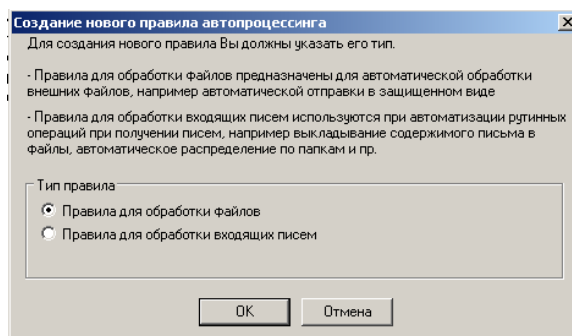 Создание нового правила автопроцессинга
Для создания нового правила Вы должны указать его тип.
- Правила для обработки файлов предназначены для автоматической обработки
внешних файлов, например автоматической отправки в защищенном виде
- Правила для обработки входящих писем используются при автоматизации рутинных
операций при получении писем, например выкладывание содержимого письма в
файлы, автоматическое распределение по папкам и пр.
Тип правила
Правила для обработки файлов
Правила для обработки входящих писем
OK
Отмена